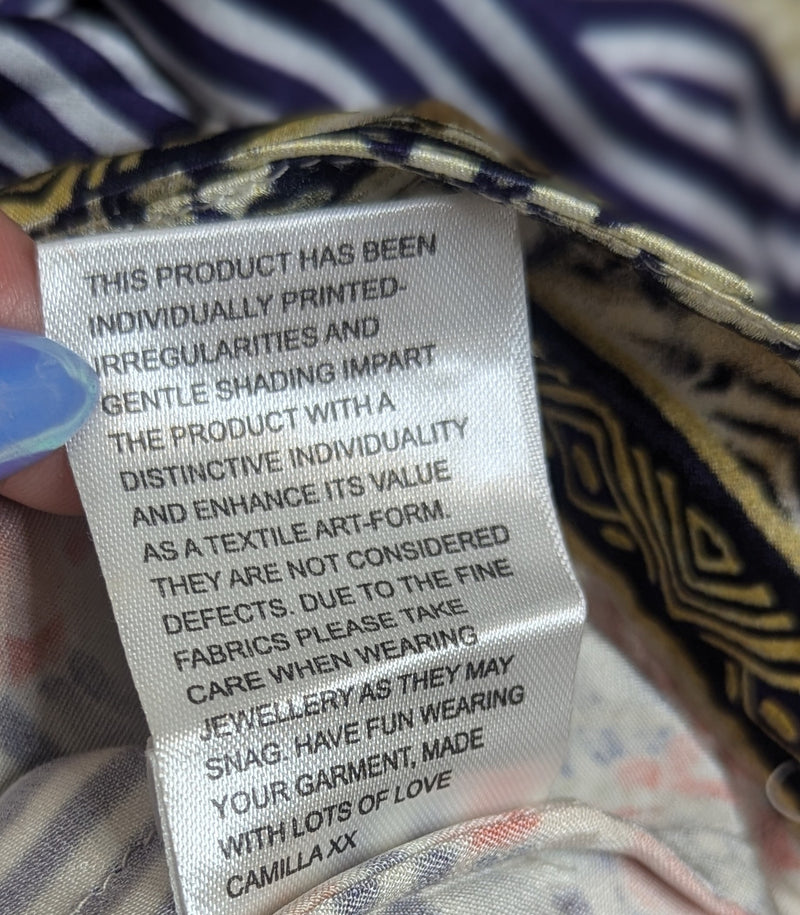 THIS PRODUCT HAS BEEN
INDIVIDUALLY PRINTED-
IRREGULARITIES AND
GENTLE SHADING IMPART
THE PRODUCT WITH A
DISTINCTIVE INDIVIDUALITY
AND ENHANCE ITS VALUE
AS A TEXTILE ART-FORM.
THEY ARE NOT CONSIDERED
DEFECTS. DUE TO THE FINE
FABRICS PLEASE TAKE
CARE WHEN WEARING
JEWELLERY AS THEY MAY
SNAG. HAVE FUN WEARING
YOUR GARMENT, MADE
WITH LOTS OF LOVE
CAMILLA XX